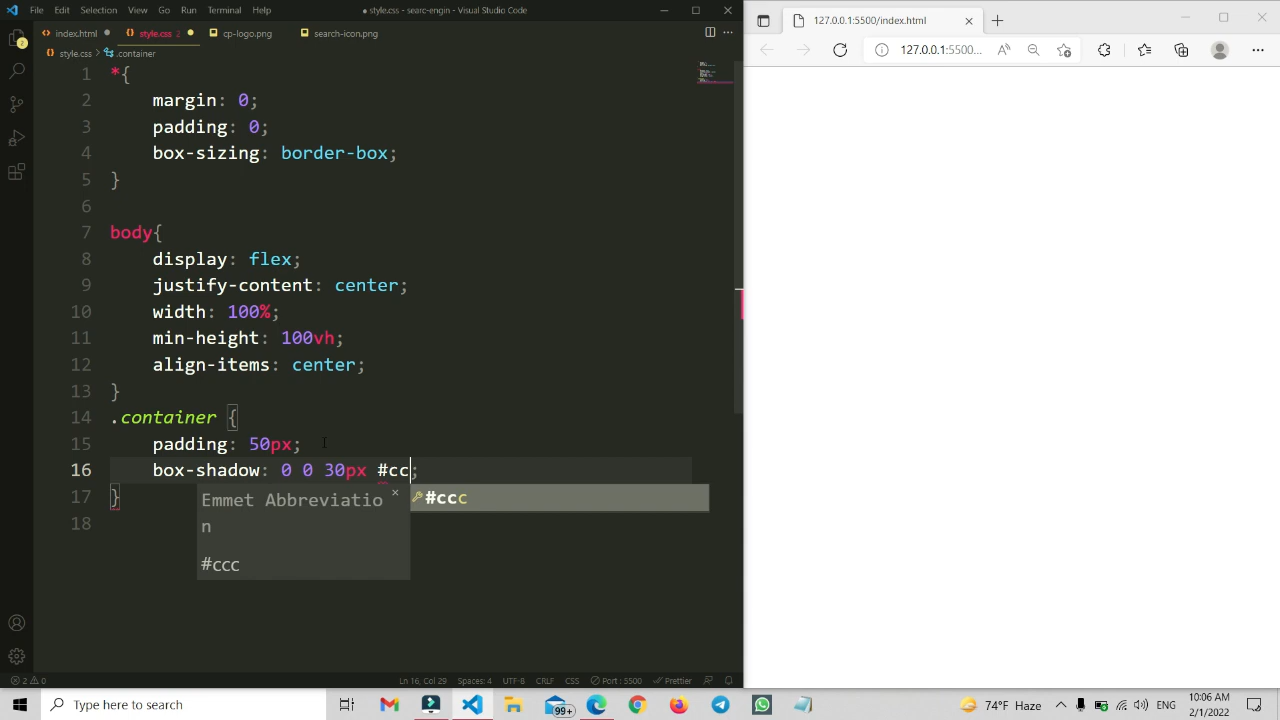 File Edit Selection View Go Run Terminal Help
● style.css - searc-engin - Visual Studio Code
index.html ● style.css 2 ● cp-logo.png search-icon.png
style.css > .container
1 *{
2 margin: 0;
3 padding: 0;
4 box-sizing: border-box;
5 }
6
7 body{
8 display: flex;
9 justify-content: center;
10 width: 100%;
11 min-height: 100vh;
12 align-items: center;
13 }
14 .container {
15 padding: 50px;
16 box-shadow: 0 0 30px #cc;
17 }
18
Emmet Abbreviatio
n
#ccc
#ccc
2
2 0
Ln 16, Col 29 Spaces: 4 UTF-8 CRLF CSS Port : 5500 Prettier
127.0.0.1:5500/index.html
127.0.0.1:5500...
Type here to search
99+
74°F Haze
10:06 AM
2/1/2022